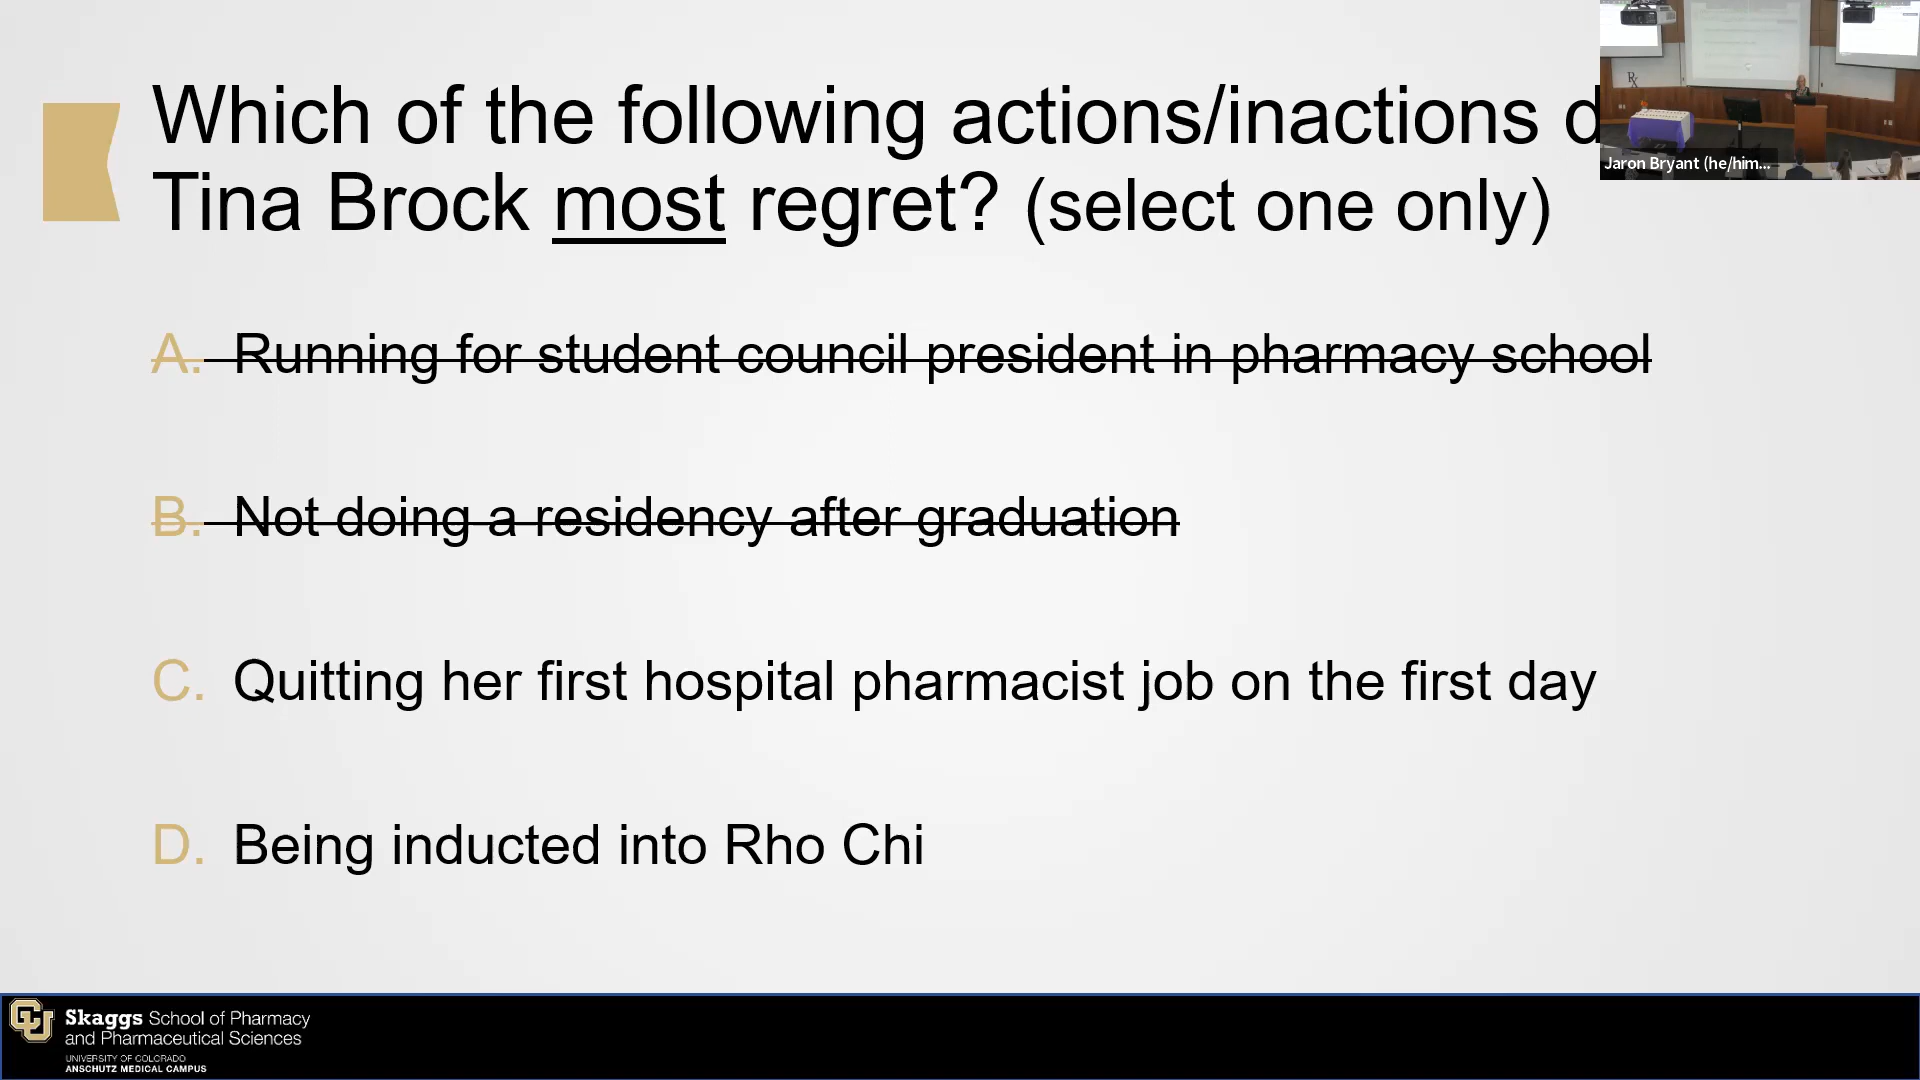 Which of the following actions/inactions d
Tina Brock most regret? (select one only)
A. Running for student council president in pharmacy school
B. Not doing a residency after graduation
C. Quitting her first hospital pharmacist job on the first day
D. Being inducted into Rho Chi
Jaron Bryant (he/him...
CU
Skaggs School of Pharmacy
and Pharmaceutical Sciences
UNIVERSITY OF COLORADO
ANSCHUTZ MEDICAL CAMPUS